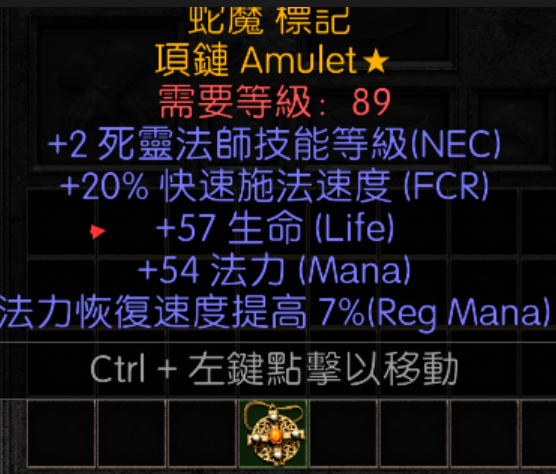 蛇魔 標記
項鏈 Amulet★
需要等級: 89
+2 死靈法師技能等級(NEC)
+20% 快速施法速度 (FCR)
+57 生命 (Life)
+54 法力 (Mana)
法力恢復速度提高 7%(Reg Mana)
Ctrl + 左鍵點擊以移動